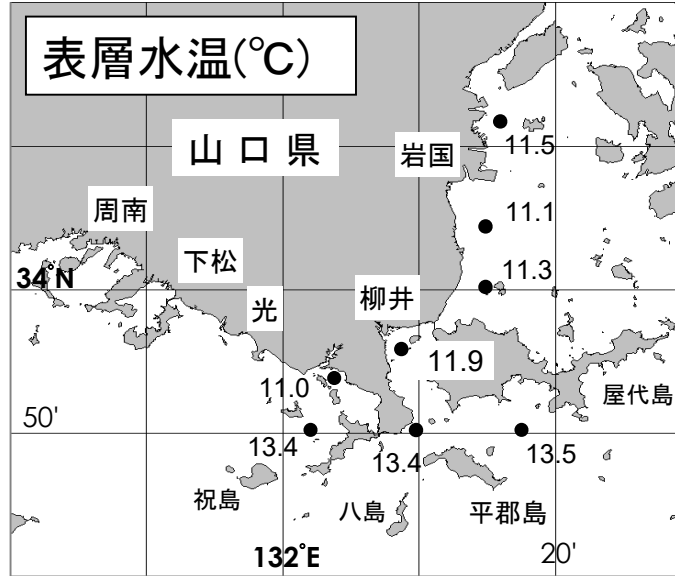 表層水温(℃)
山口県
岩国
11.5
周南
11.1
下松
34°N
11.3
光
柳井
11.9
11.0
屋代島
50'
13.4
13.4
13.5
祝島
八島
平郡島
132°E
20'